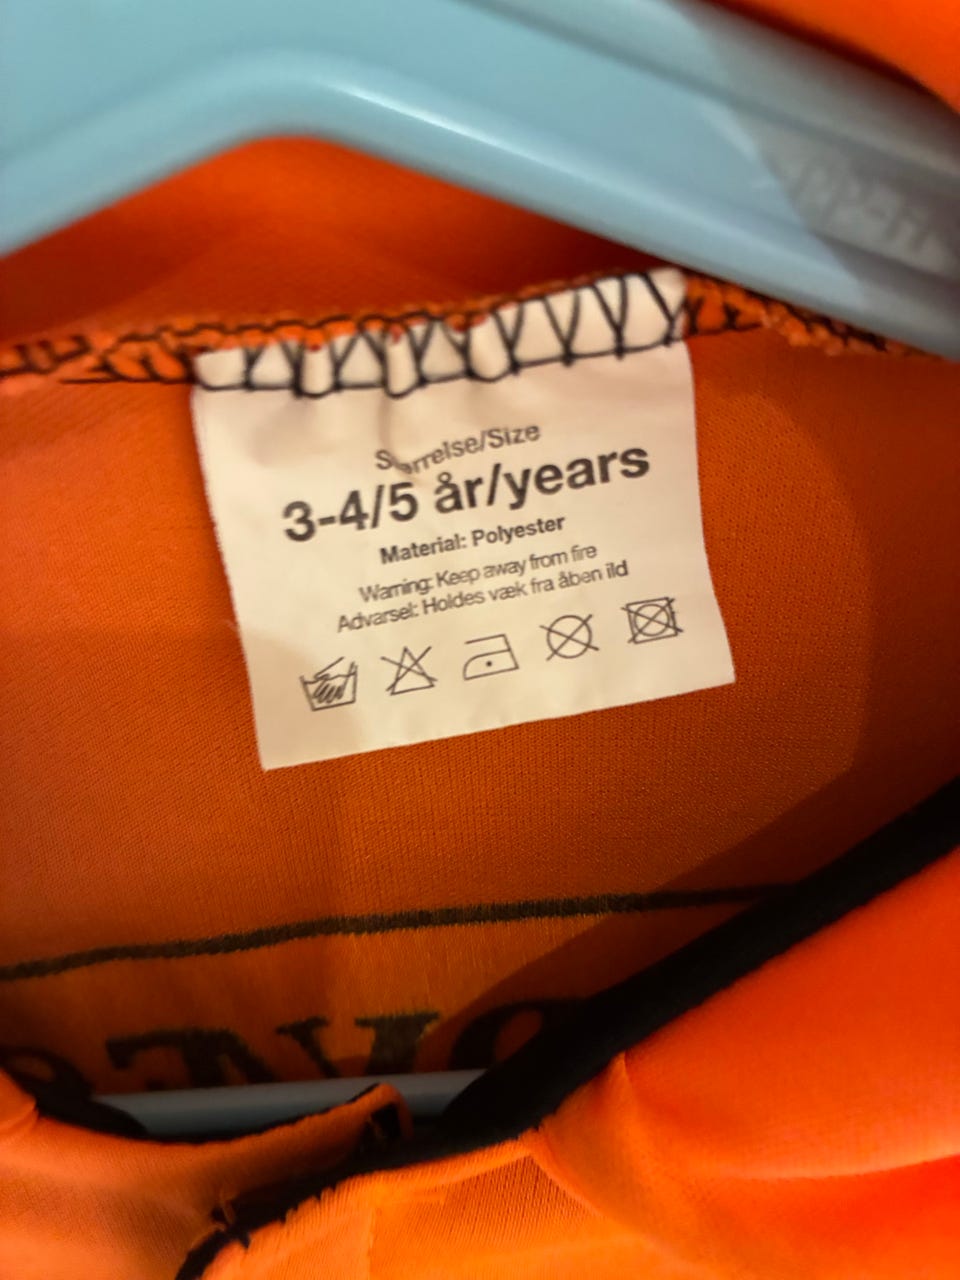 Størrelse/Size
3-4/5 år/years
Material: Polyester
Warning: Keep away from fire
Advarsel: Holdes væk fra åben ild